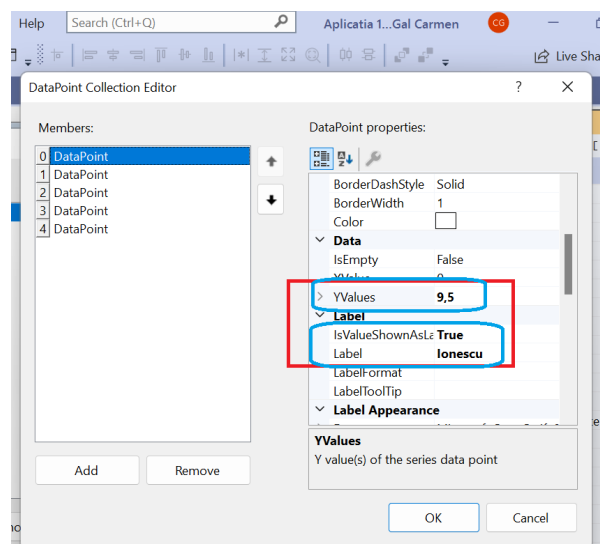 Help Search (Ctrl+Q) Aplicatia 1...Gal Carmen CG
Live Sha
DataPoint Collection Editor ?
Members:
0 DataPoint
1 DataPoint
2 DataPoint
3 DataPoint
4 DataPoint
Add Remove
DataPoint properties:
BorderDashStyle Solid
BorderWidth 1
Color
Data
IsEmpty False
XValue 0
YValues 9,5
Label
IsValueShownAsLa True
Label Ionescu
LabelFormat
LabelToolTip
Label Appearance
YValues
Y value(s) of the series data point
OK Cancel